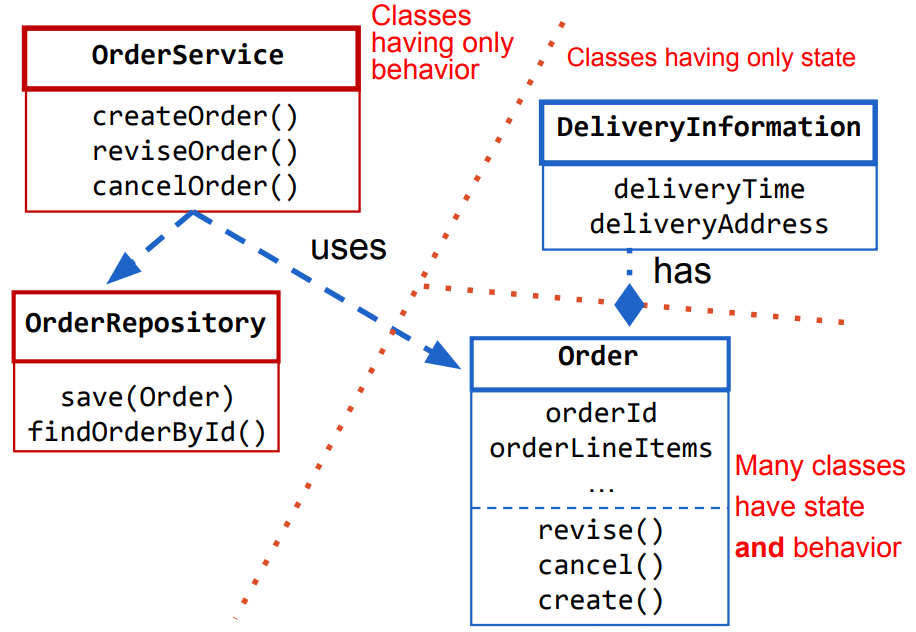 Classes
having only
behavior
Classes having only state
OrderService
createOrder()
reviseOrder()
cancelOrder()
DeliveryInformation
deliveryTime
deliveryAddress
uses
has
OrderRepository
save(Order)
findOrderById()
Order
orderId
orderLineItems
...
revise()
cancel()
create()
Many classes
have state
and behavior